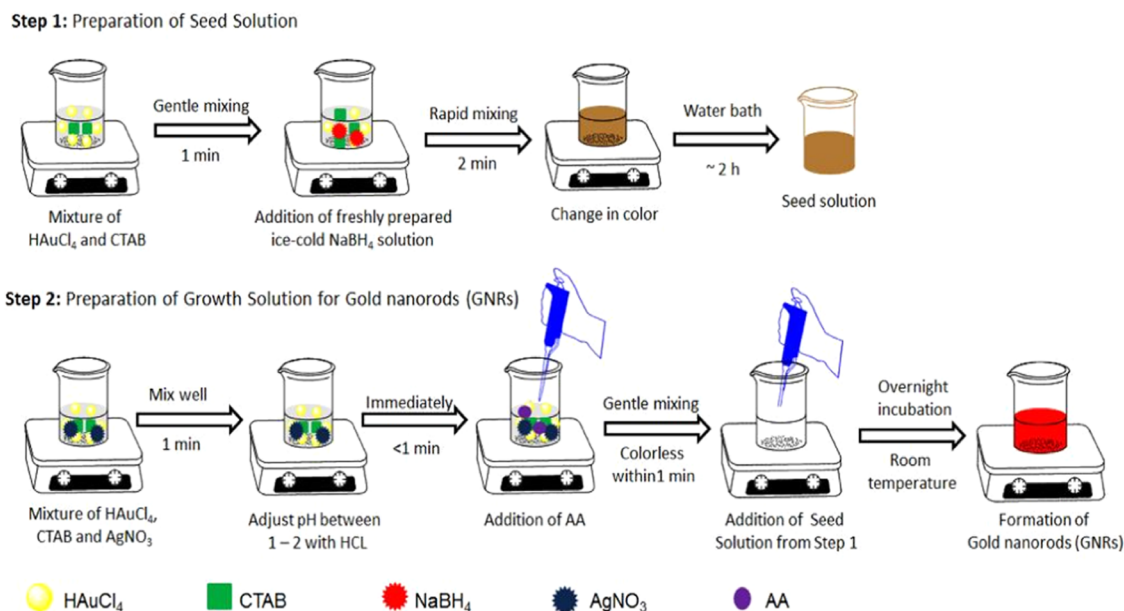 Step 1: Preparation of Seed Solution
Gentle mixing
1 min
Rapid mixing
2 min
Water bath
~ 2 h
Mixture of
HAuCl₄ and CTAB
Addition of freshly prepared
ice-cold NaBH₄ solution
Change in color
Seed solution
Step 2: Preparation of Growth Solution for Gold nanorods (GNRs)
Mix well
1 min
Immediately
<1 min
Gentle mixing
Colorless
within1 min
Overnight
incubation
Room
temperature
Mixture of HAuCl₄,
CTAB and AgNO₃
Adjust pH between
1 – 2 with HCL
Addition of AA
Addition of Seed
Solution from Step 1
Formation of
Gold nanorods (GNRs)
HAuCl₄
CTAB
NaBH₄
AgNO₃
AA